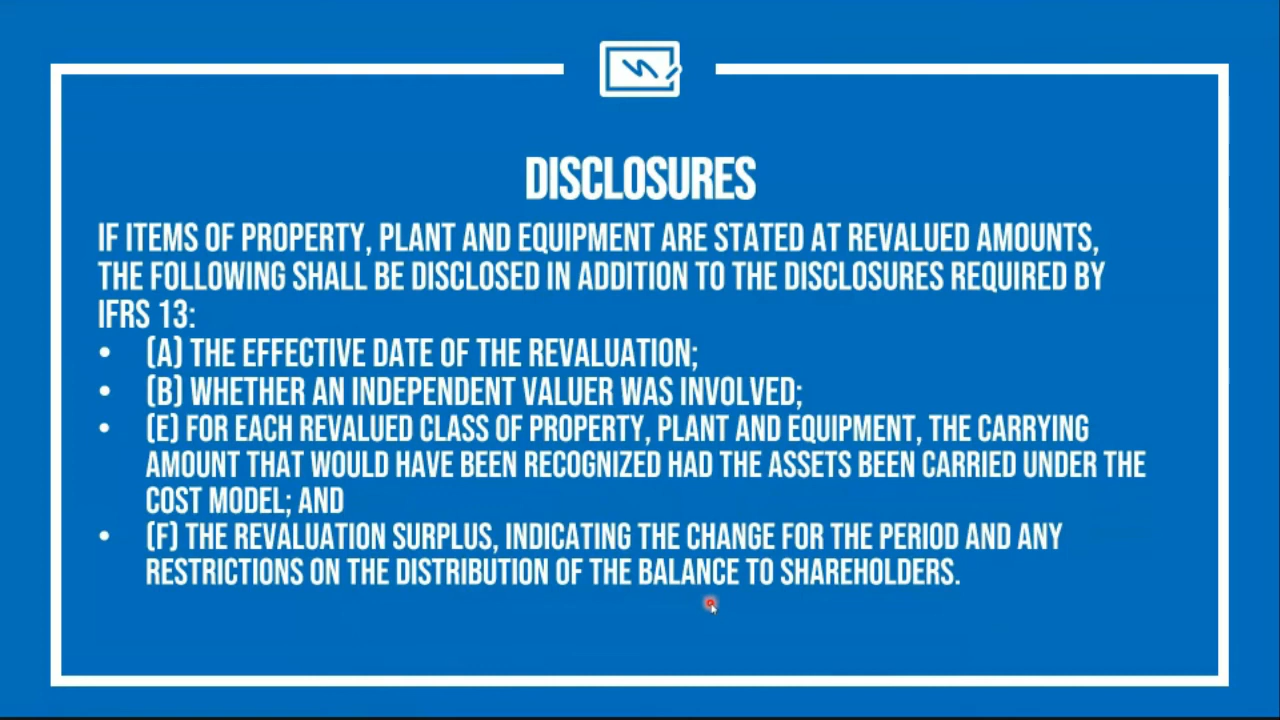 DISCLOSURES
IF ITEMS OF PROPERTY, PLANT AND EQUIPMENT ARE STATED AT REVALUED AMOUNTS,
THE FOLLOWING SHALL BE DISCLOSED IN ADDITION TO THE DISCLOSURES REQUIRED BY
IFRS 13:
• (A) THE EFFECTIVE DATE OF THE REVALUATION;
• (B) WHETHER AN INDEPENDENT VALUER WAS INVOLVED;
• (E) FOR EACH REVALUED CLASS OF PROPERTY, PLANT AND EQUIPMENT, THE CARRYING
AMOUNT THAT WOULD HAVE BEEN RECOGNIZED HAD THE ASSETS BEEN CARRIED UNDER THE
COST MODEL; AND
• (F) THE REVALUATION SURPLUS, INDICATING THE CHANGE FOR THE PERIOD AND ANY
RESTRICTIONS ON THE DISTRIBUTION OF THE BALANCE TO SHAREHOLDERS.